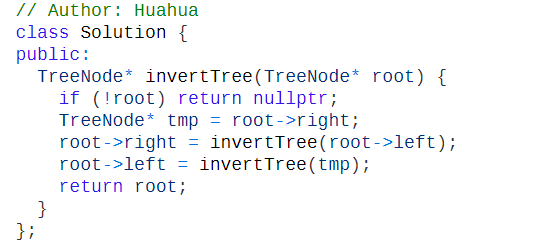 // Author: Huahua
class Solution {
public:
  TreeNode* invertTree(TreeNode* root) {
    if (!root) return nullptr;
    TreeNode* tmp = root->right;
    root->right = invertTree(root->left);
    root->left = invertTree(tmp);
    return root;
  }
};